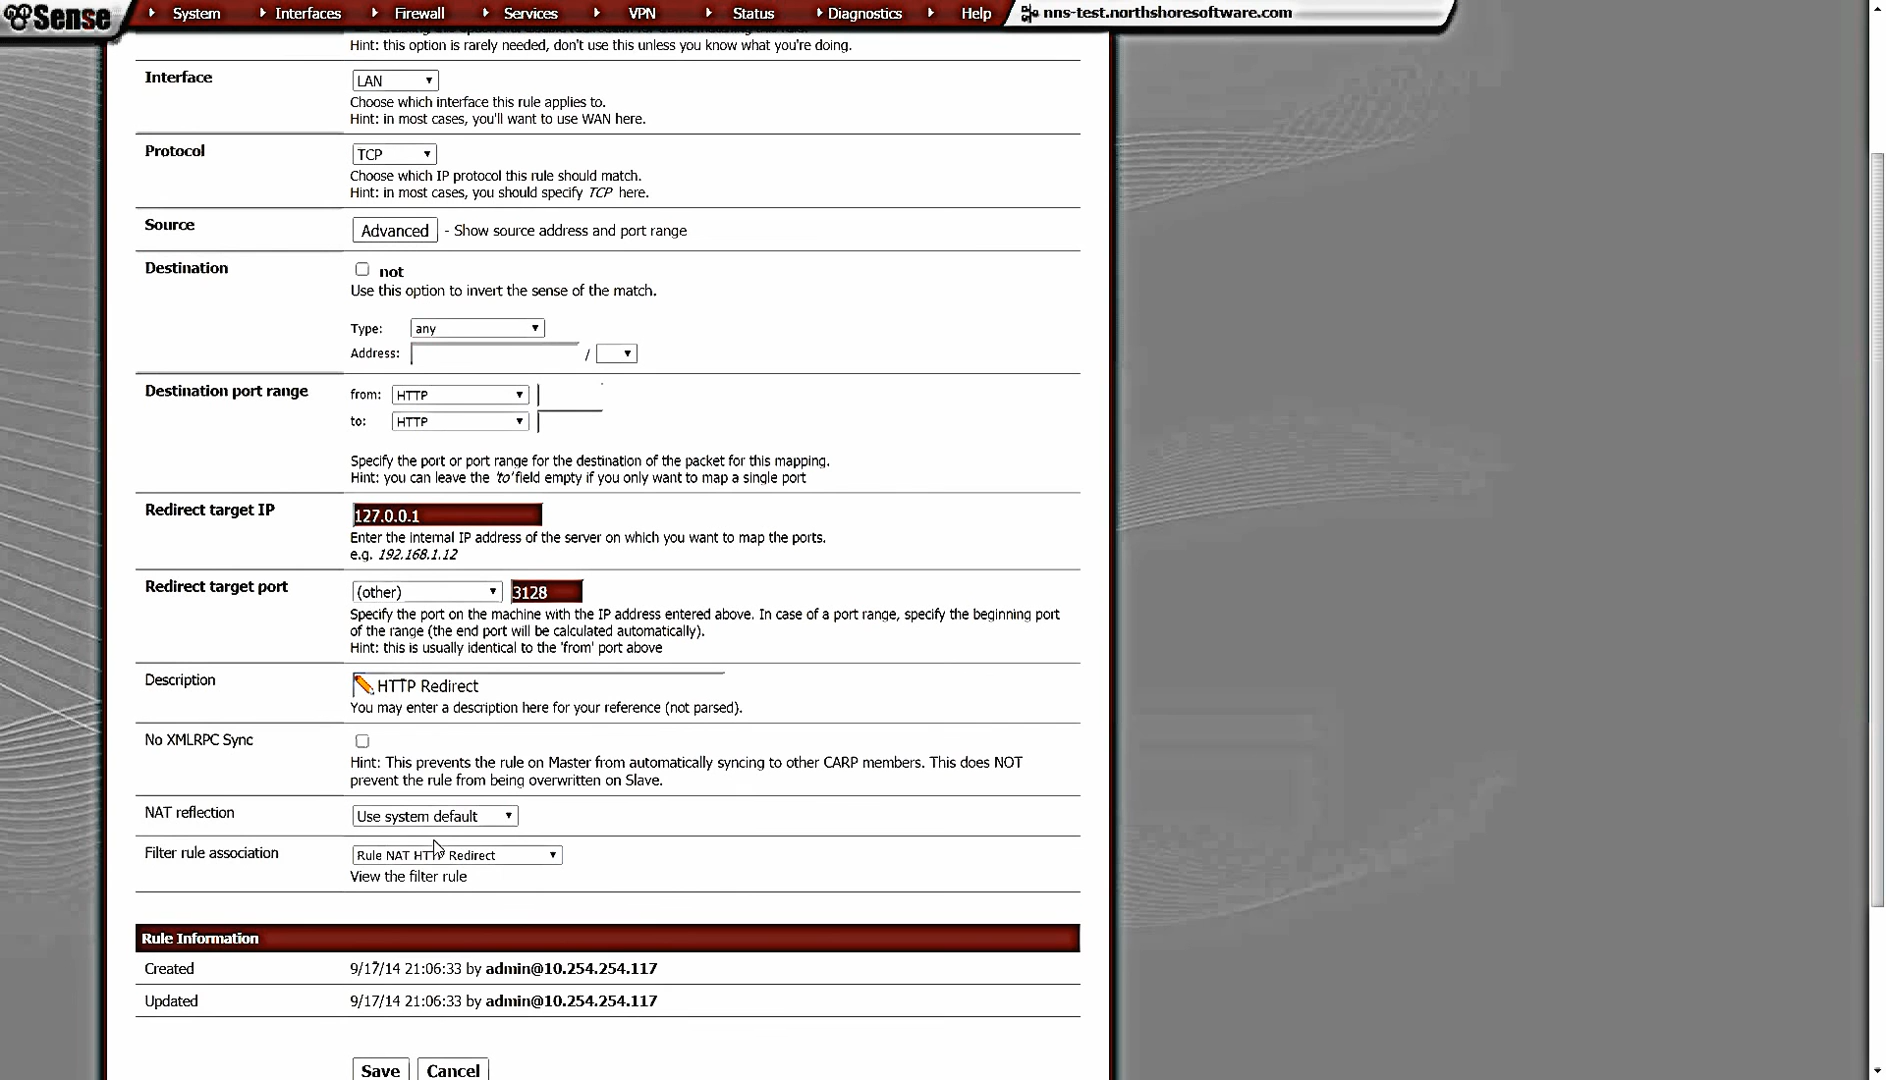 Sense
System
Interfaces
Firewall
Services
VPN
Status
Diagnostics
Help
nns-test.northshoresoftware.com
Hint: this option is rarely needed, don't use this unless you know what you're doing.
Interface
LAN
Choose which interface this rule applies to.
Hint: in most cases, you'll want to use WAN here.
Protocol
TCP
Choose which IP protocol this rule should match.
Hint: in most cases, you should specify TCP here.
Source
Advanced - Show source address and port range
Destination
not
Use this option to invert the sense of the match.
Type: any
Address: /
Destination port range
from: HTTP
to: HTTP
Specify the port or port range for the destination of the packet for this mapping.
Hint: you can leave the 'to' field empty if you only want to map a single port
Redirect target IP
127.0.0.1
Enter the internal IP address of the server on which you want to map the ports.
e.g. 192.168.1.12
Redirect target port
(other) 3128
Specify the port on the machine with the IP address entered above. In case of a port range, specify the beginning port
of the range (the end port will be calculated automatically).
Hint: this is usually identical to the 'from' port above
Description
HTTP Redirect
You may enter a description here for your reference (not parsed).
No XMLRPC Sync
Hint: This prevents the rule on Master from automatically syncing to other CARP members. This does NOT
prevent the rule from being overwritten on Slave.
NAT reflection
Use system default
Filter rule association
Rule NAT HTTP Redirect
View the filter rule
Rule Information
Created 9/17/14 21:06:33 by admin@10.254.254.117
Updated 9/17/14 21:06:33 by admin@10.254.254.117
Save Cancel